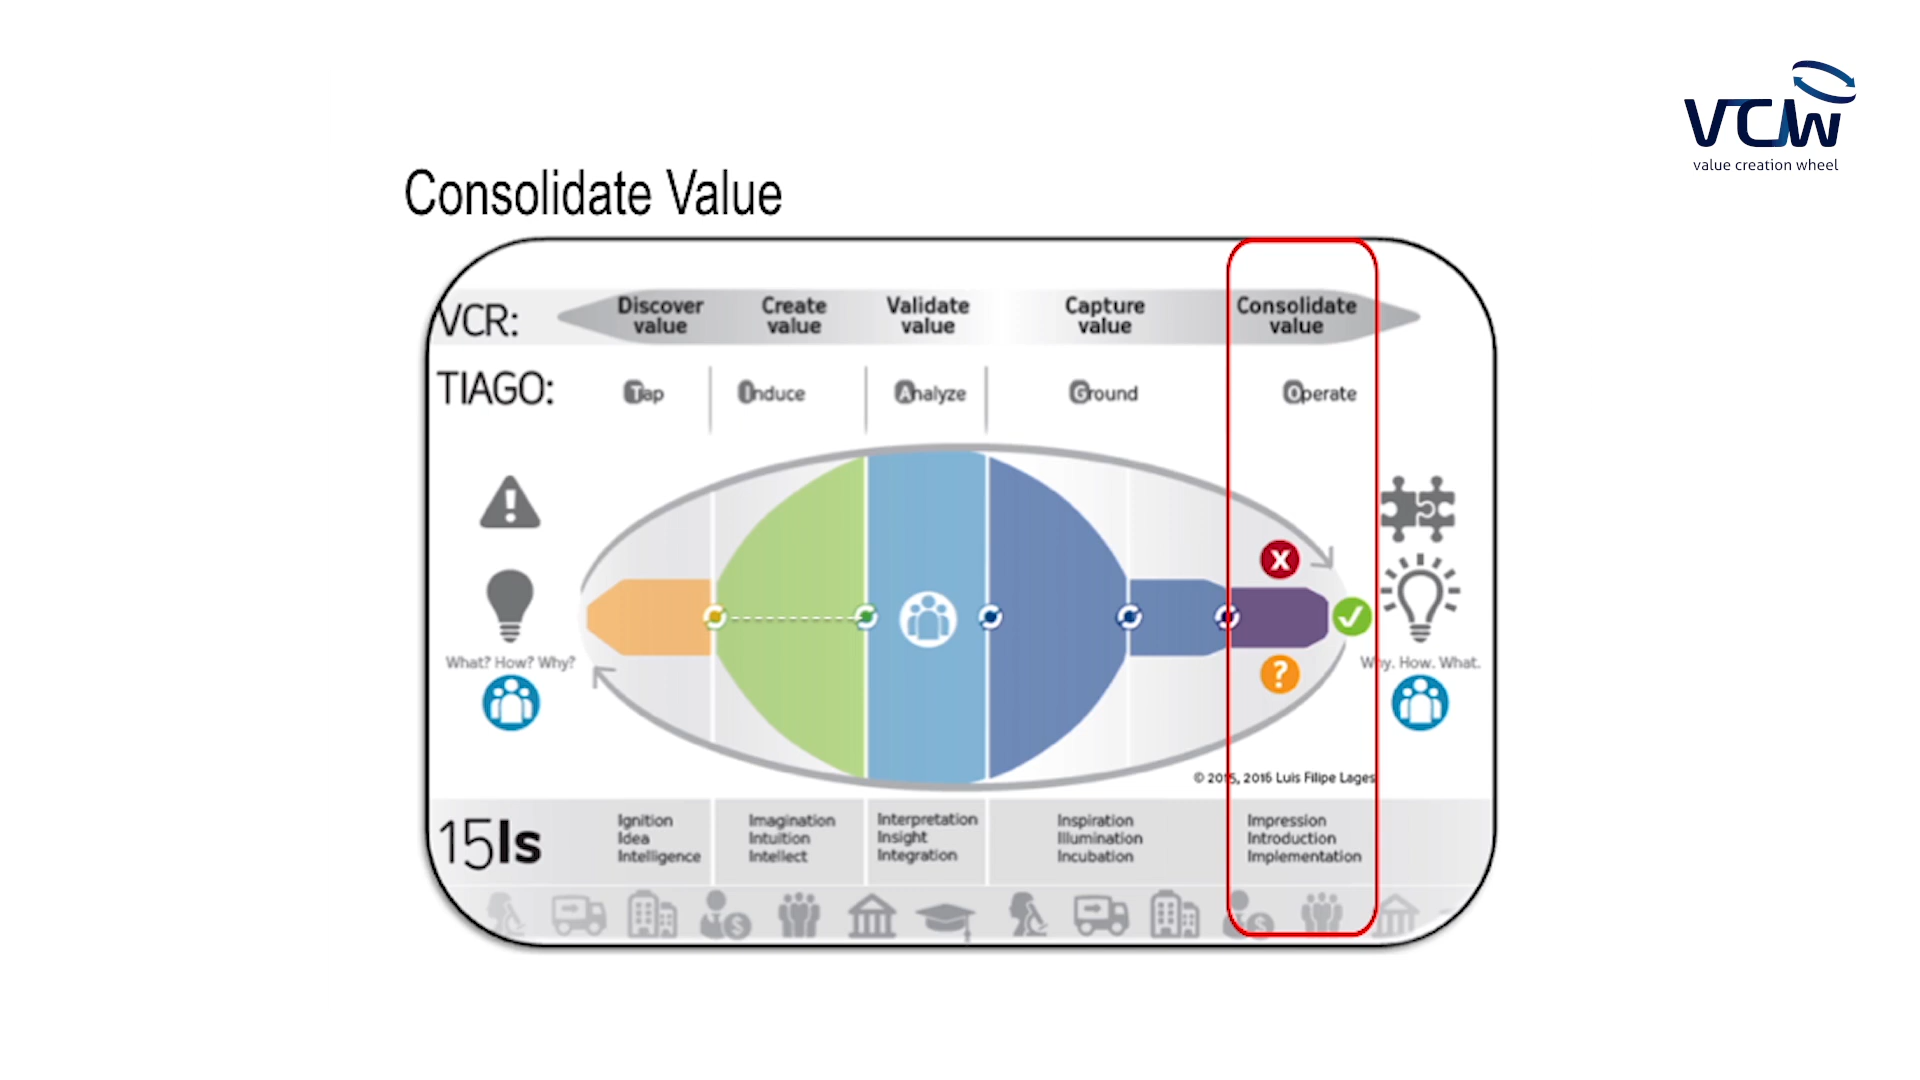 VCW
value creation wheel
Consolidate Value
VCR:
Discover value
Create value
Validate value
Capture value
Consolidate value
TIAGO:
Tap
Induce
Analyze
Ground
Operate
What? How? Why?
Why. How. What.
© 2015, 2016 Luis Filipe Lages
15Is
Ignition
Idea
Intelligence
Imagination
Intuition
Intellect
Interpretation
Insight
Integration
Inspiration
Illumination
Incubation
Impression
Introduction
Implementation